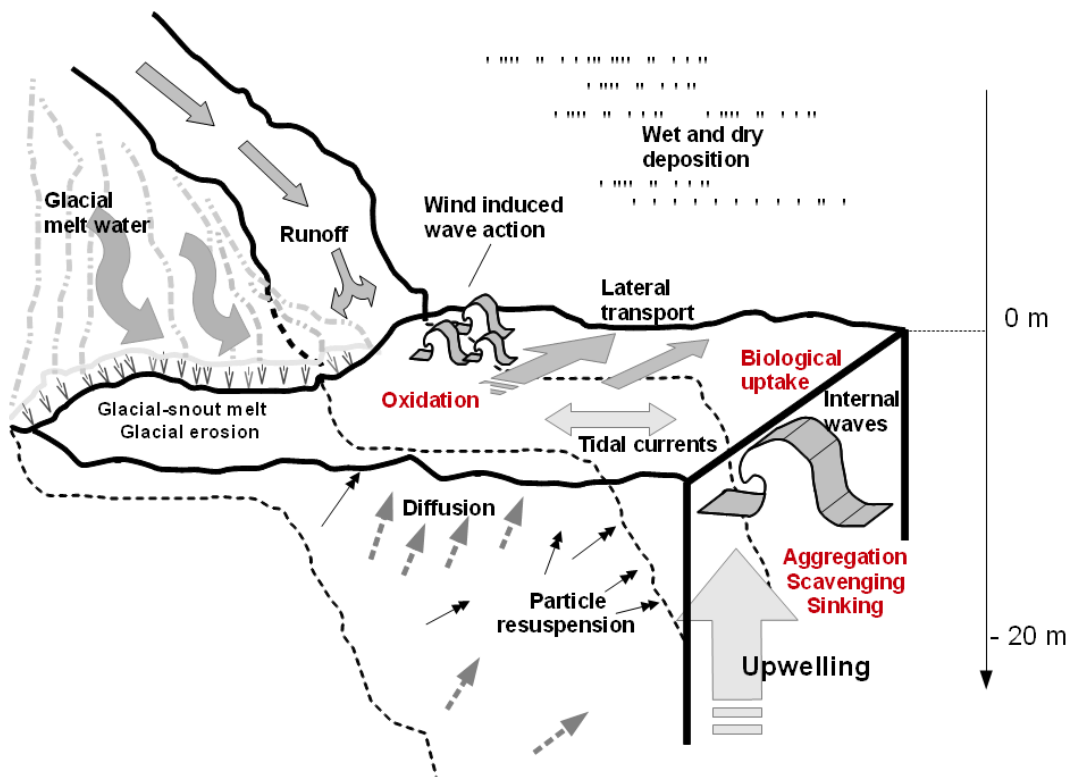 Wet and dry
deposition
Glacial
melt water
Runoff
Wind induced
wave action
Lateral
transport
0 m
Biological
uptake
Oxidation
Internal
waves
Glacial-snout melt
Glacial erosion
Tidal currents
Diffusion
Aggregation
Scavenging
Sinking
Particle
resuspension
- 20 m
Upwelling